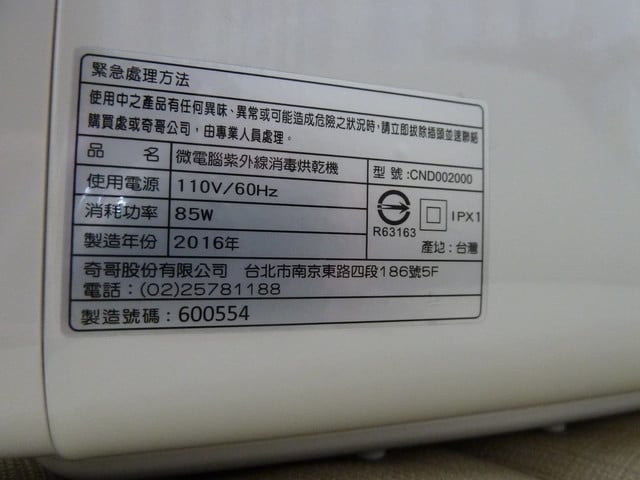 緊急處理方法
使用中之產品有任何異味、異常或可能造成危險之狀況時,請立即拔除插頭並速聯絡
購買處或奇哥公司,由專業人員處理。
品 名 微電腦紫外線消毒烘乾機 型 號:CND002000
使用電源 110V/60Hz
消耗功率 85W
R63163
IPX1
製造年份 2016年
產地:台灣
奇哥股份有限公司 台北市南京東路四段186號5F
電話:(02)25781188
製造號碼:600554